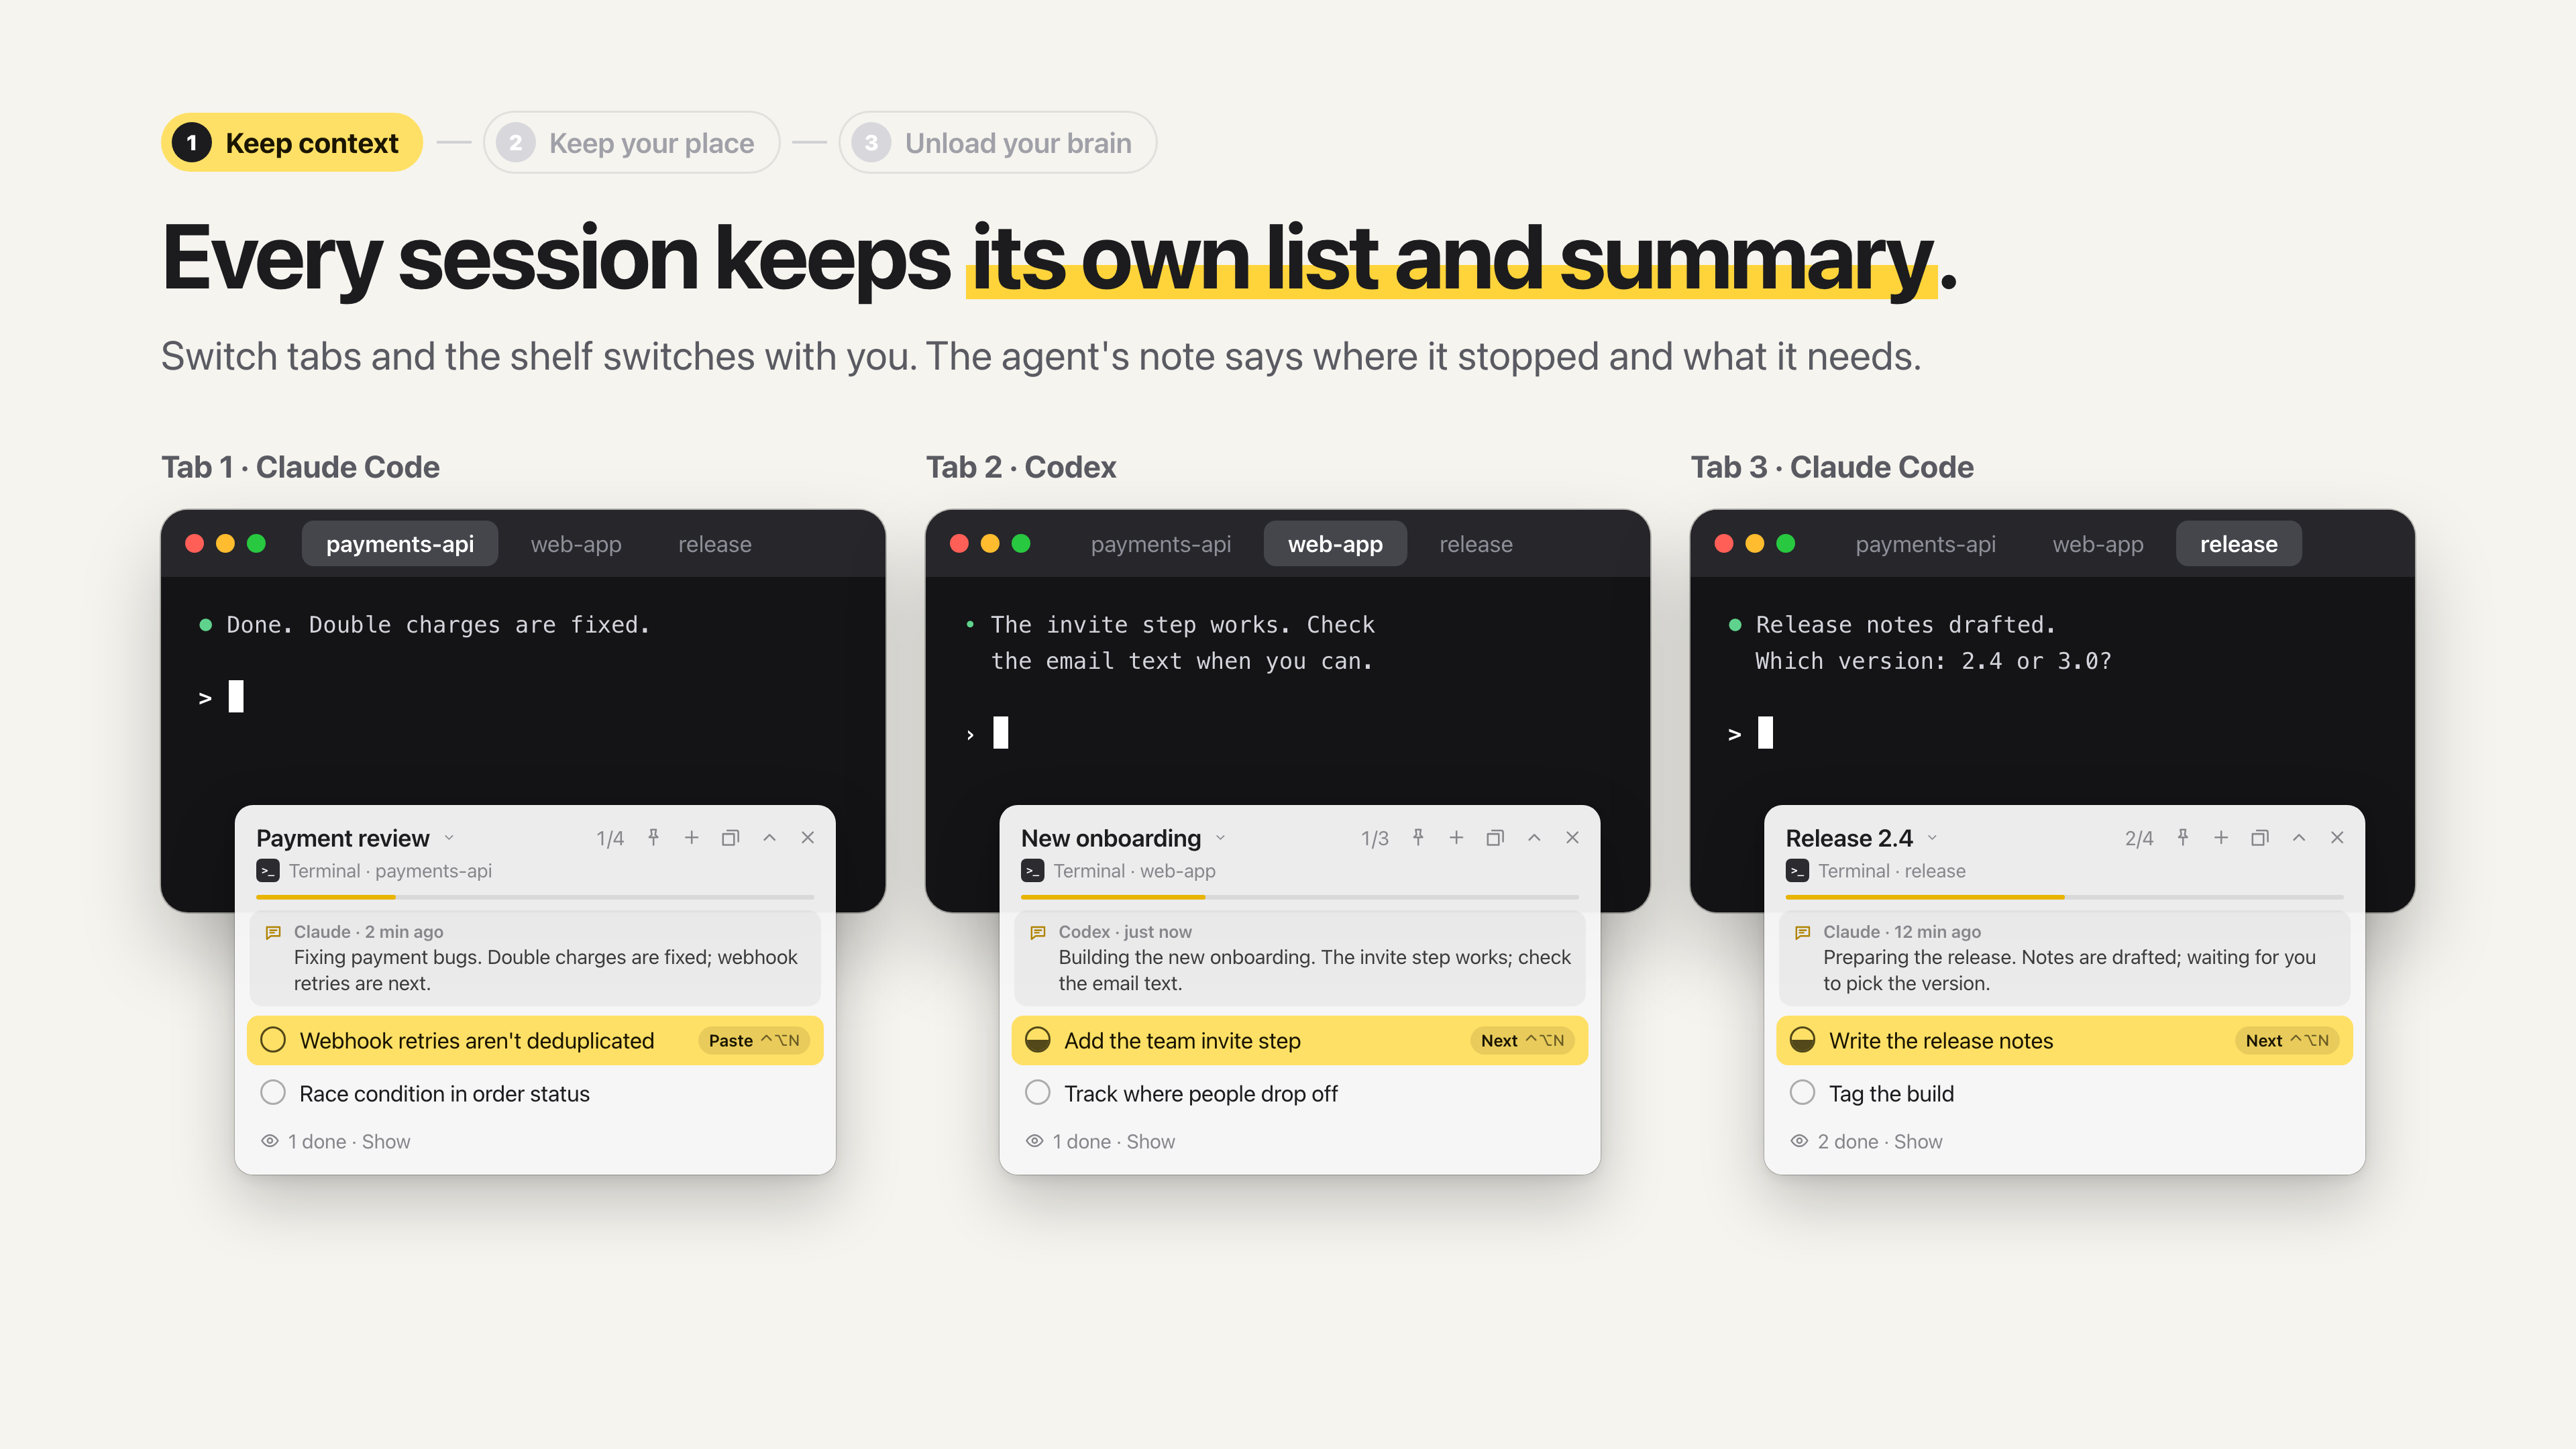 1 Keep context
2 Keep your place
3 Unload your brain
Every session keeps its own list and summary.
Switch tabs and the shelf switches with you. The agent's note says where it stopped and what it needs.
Tab 1 · Claude Code
payments-api web-app release
Done. Double charges are fixed.
>
Payment review 1/4
>_ Terminal · payments-api
Claude · 2 min ago
Fixing payment bugs. Double charges are fixed; webhook
retries are next.
Webhook retries aren't deduplicated Paste ^⌥N
Race condition in order status
1 done · Show
Tab 2 · Codex
payments-api web-app release
• The invite step works. Check
the email text when you can.
›
New onboarding 1/3
>_ Terminal · web-app
Codex · just now
Building the new onboarding. The invite step works; check
the email text.
Add the team invite step Next ^⌥N
Track where people drop off
1 done · Show
Tab 3 · Claude Code
payments-api web-app release
Release notes drafted.
Which version: 2.4 or 3.0?
>
Release 2.4 2/4
>_ Terminal · release
Claude · 12 min ago
Preparing the release. Notes are drafted; waiting for you
to pick the version.
Write the release notes Next ^⌥N
Tag the build
2 done · Show